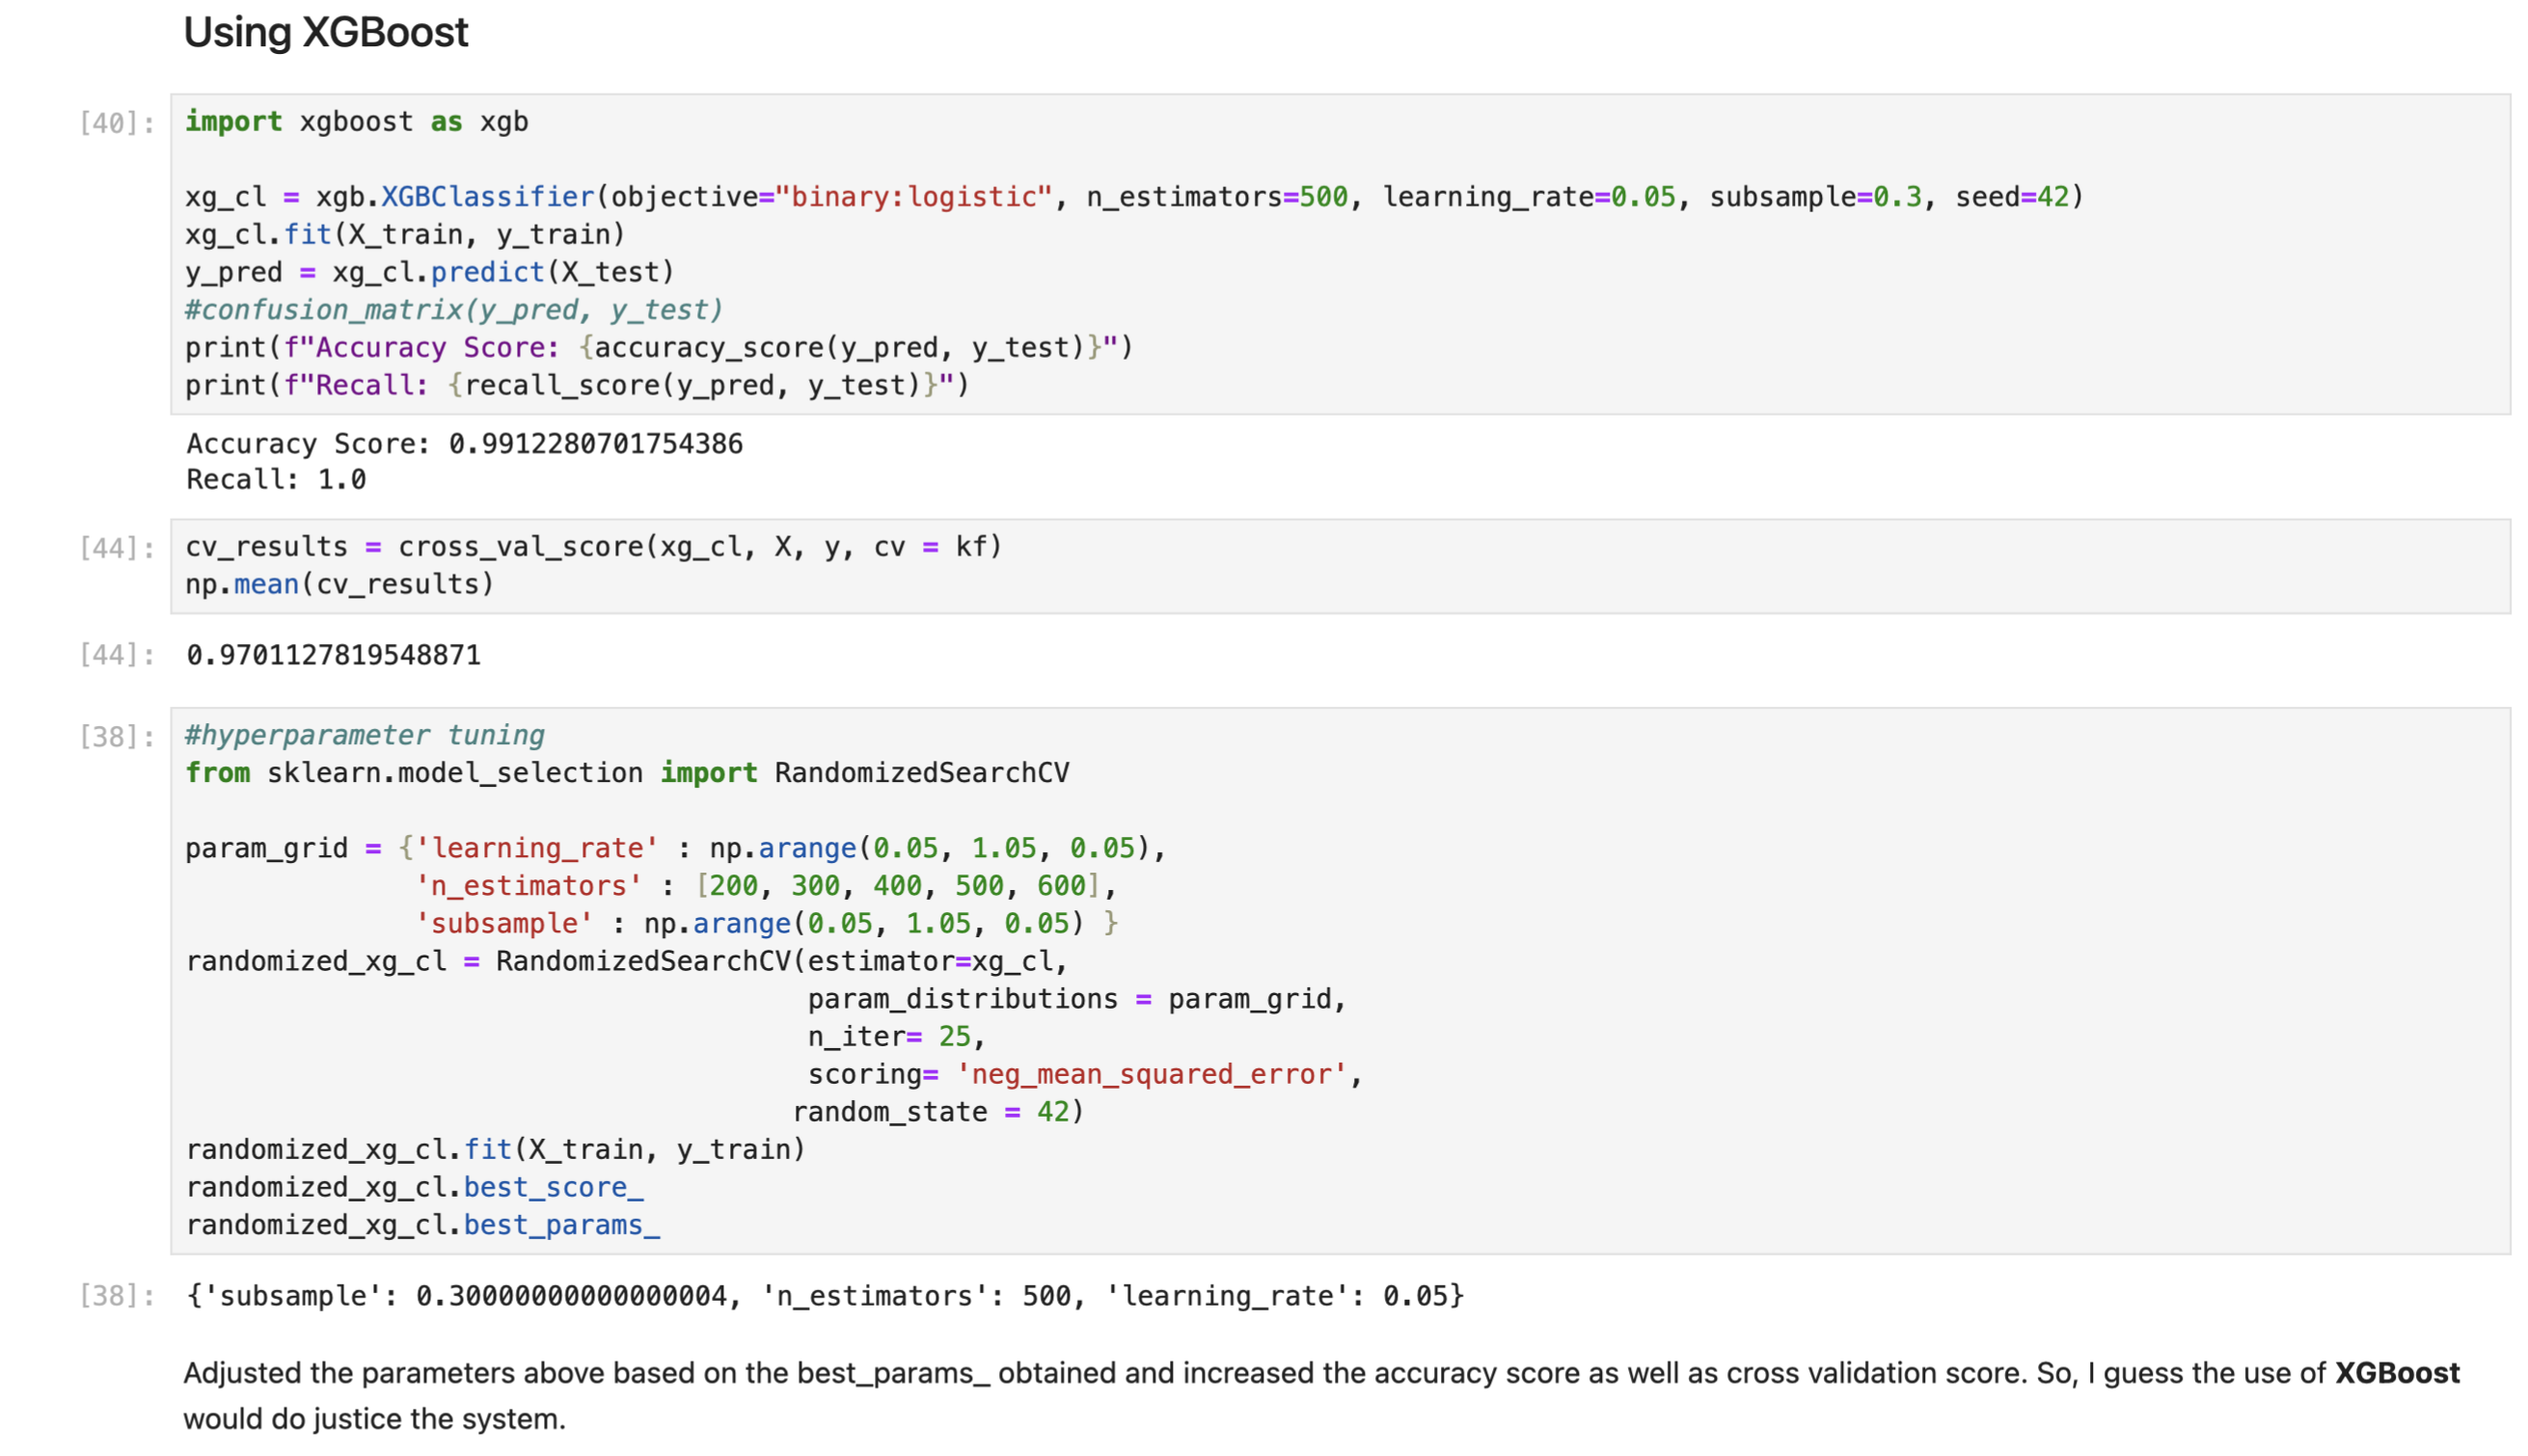 Using XGBoost
[40]:
import xgboost as xgb
xg_cl = xgb.XGBClassifier(objective="binary:logistic", n_estimators=500, learning_rate=0.05, subsample=0.3, seed=42)
xg_cl.fit(X_train, y_train)
y_pred = xg_cl.predict(X_test)
#confusion_matrix(y_pred, y_test)
print(f"Accuracy Score: {accuracy_score(y_pred, y_test)}")
print(f"Recall: {recall_score(y_pred, y_test)}")
Accuracy Score: 0.9912280701754386
Recall: 1.0
[44]:
cv_results = cross_val_score(xg_cl, X, y, cv = kf)
np.mean(cv_results)
[44]: 0.9701127819548871
[38]:
#hyperparameter tuning
from sklearn.model_selection import RandomizedSearchCV
param_grid = {'learning_rate' : np.arange(0.05, 1.05, 0.05),
'n_estimators' : [200, 300, 400, 500, 600],
'subsample' : np.arange(0.05, 1.05, 0.05) }
randomized_xg_cl = RandomizedSearchCV(estimator=xg_cl,
param_distributions = param_grid,
n_iter= 25,
scoring= 'neg_mean_squared_error',
random_state = 42)
randomized_xg_cl.fit(X_train, y_train)
randomized_xg_cl.best_score_
randomized_xg_cl.best_params_
[38]: {'subsample': 0.30000000000000004, 'n_estimators': 500, 'learning_rate': 0.05}
Adjusted the parameters above based on the best_params_ obtained and increased the accuracy score as well as cross validation score. So, I guess the use of XGBoost
would do justice the system.